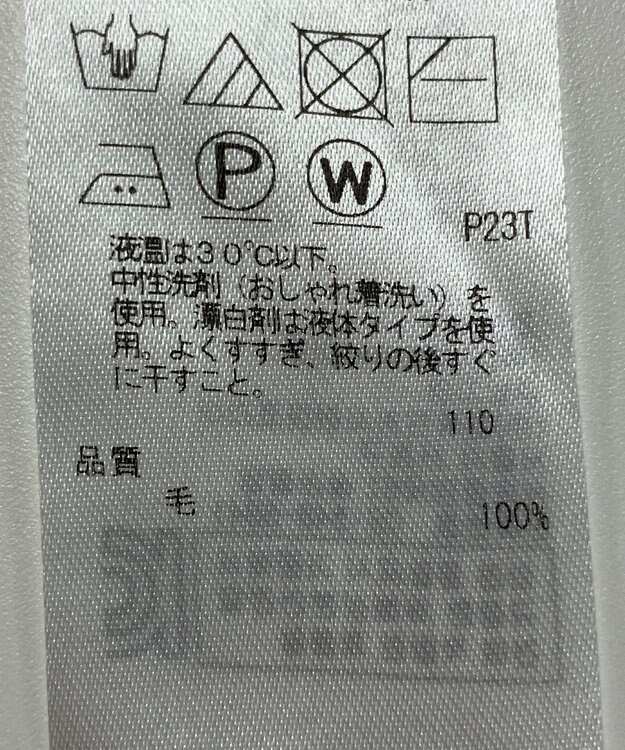 P
W
P23T
液温は30℃以下。
中性洗剤（おしゃれ着洗い）を
使用。漂白剤は液体タイプを使
用。よくすすぎ、絞りの後すぐ
に干すこと。
110
品質
毛 100%